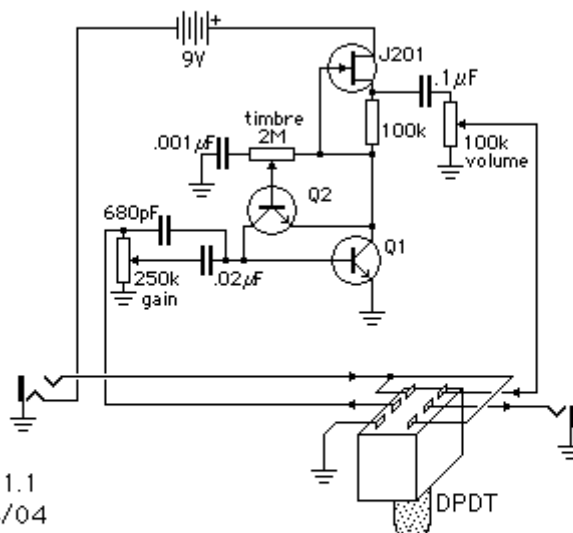 +
9V
J201
.1µF
timbre
2M
.001µF
100k
100k
volume
Q2
680pF
Q1
250k
gain
.02µF
1.1
/04
DPDT